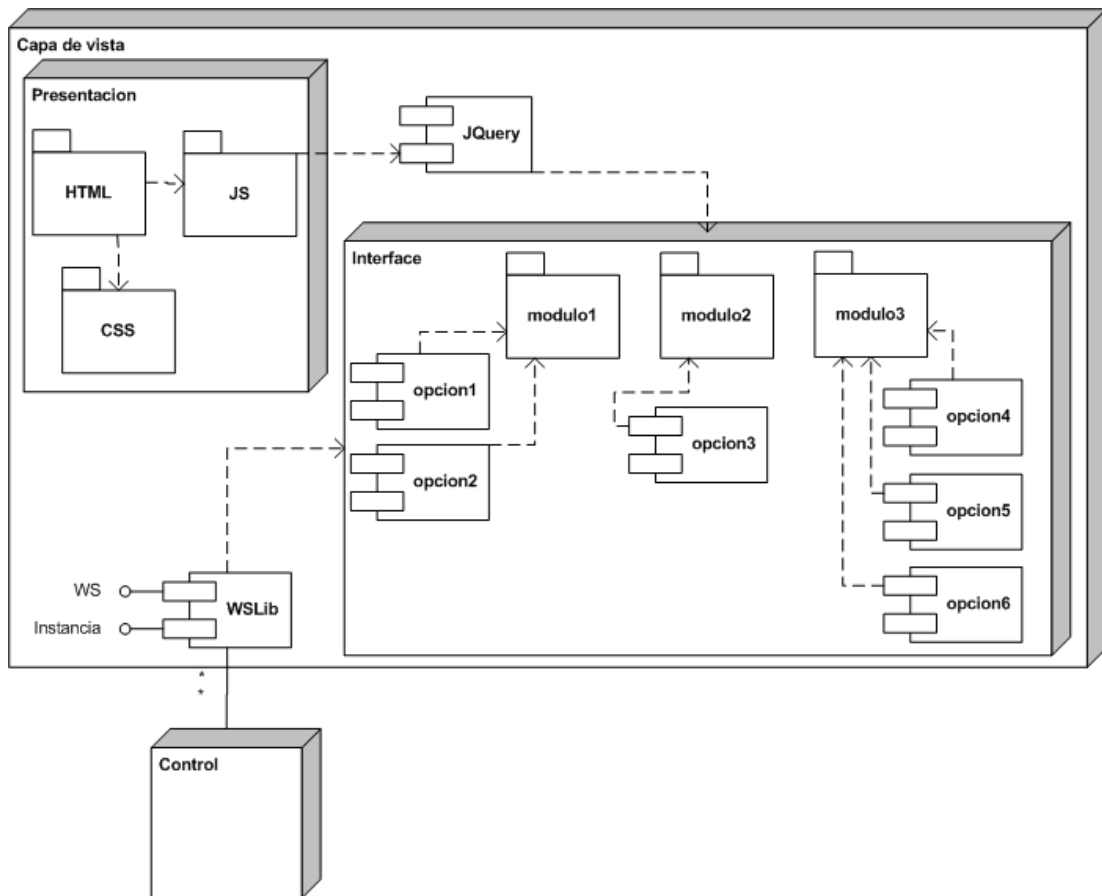 Capa de vista
Presentacion
HTML
JS
CSS
JQuery
Interface
modulo1
modulo2
modulo3
opcion1
opcion2
opcion3
opcion4
opcion5
opcion6
WS
Instancia
WSLib
*
*
Control